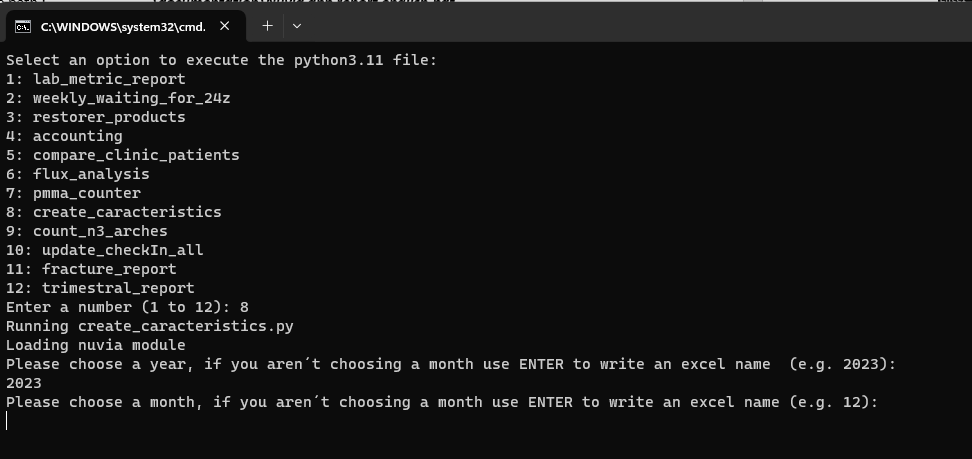 C:\WINDOWS\system32\cmd.
Select an option to execute the python3.11 file:
1: lab_metric_report
2: weekly_waiting_for_24z
3: restorer_products
4: accounting
5: compare_clinic_patients
6: flux_analysis
7: pmma_counter
8: create_caracteristics
9: count_n3_arches
10: update_checkIn_all
11: fracture_report
12: trimestral_report
Enter a number (1 to 12): 8
Running create_caracteristics.py
Loading nuvia module
Please choose a year, if you aren´t choosing a month use ENTER to write an excel name  (e.g. 2023):
2023
Please choose a month, if you aren´t choosing a month use ENTER to write an excel name (e.g. 12):